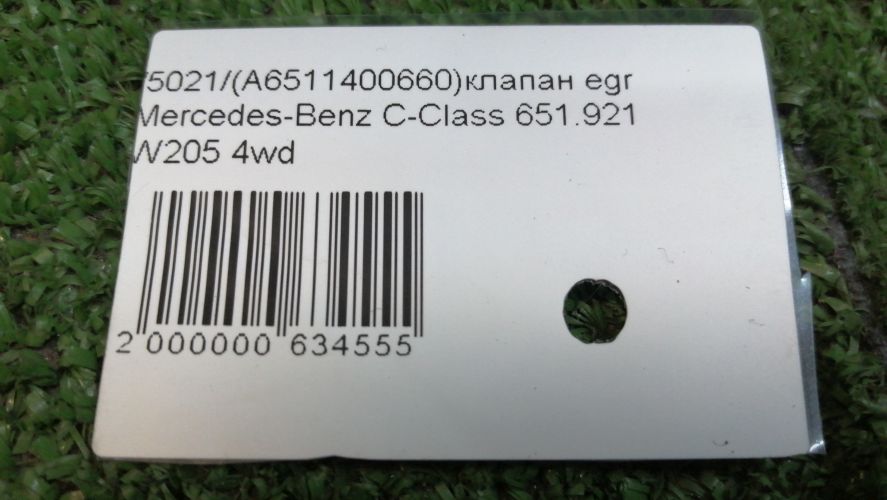 5021/(A6511400660)клапан egr
Mercedes-Benz C-Class 651.921
W205 4wd
2 000000 634555